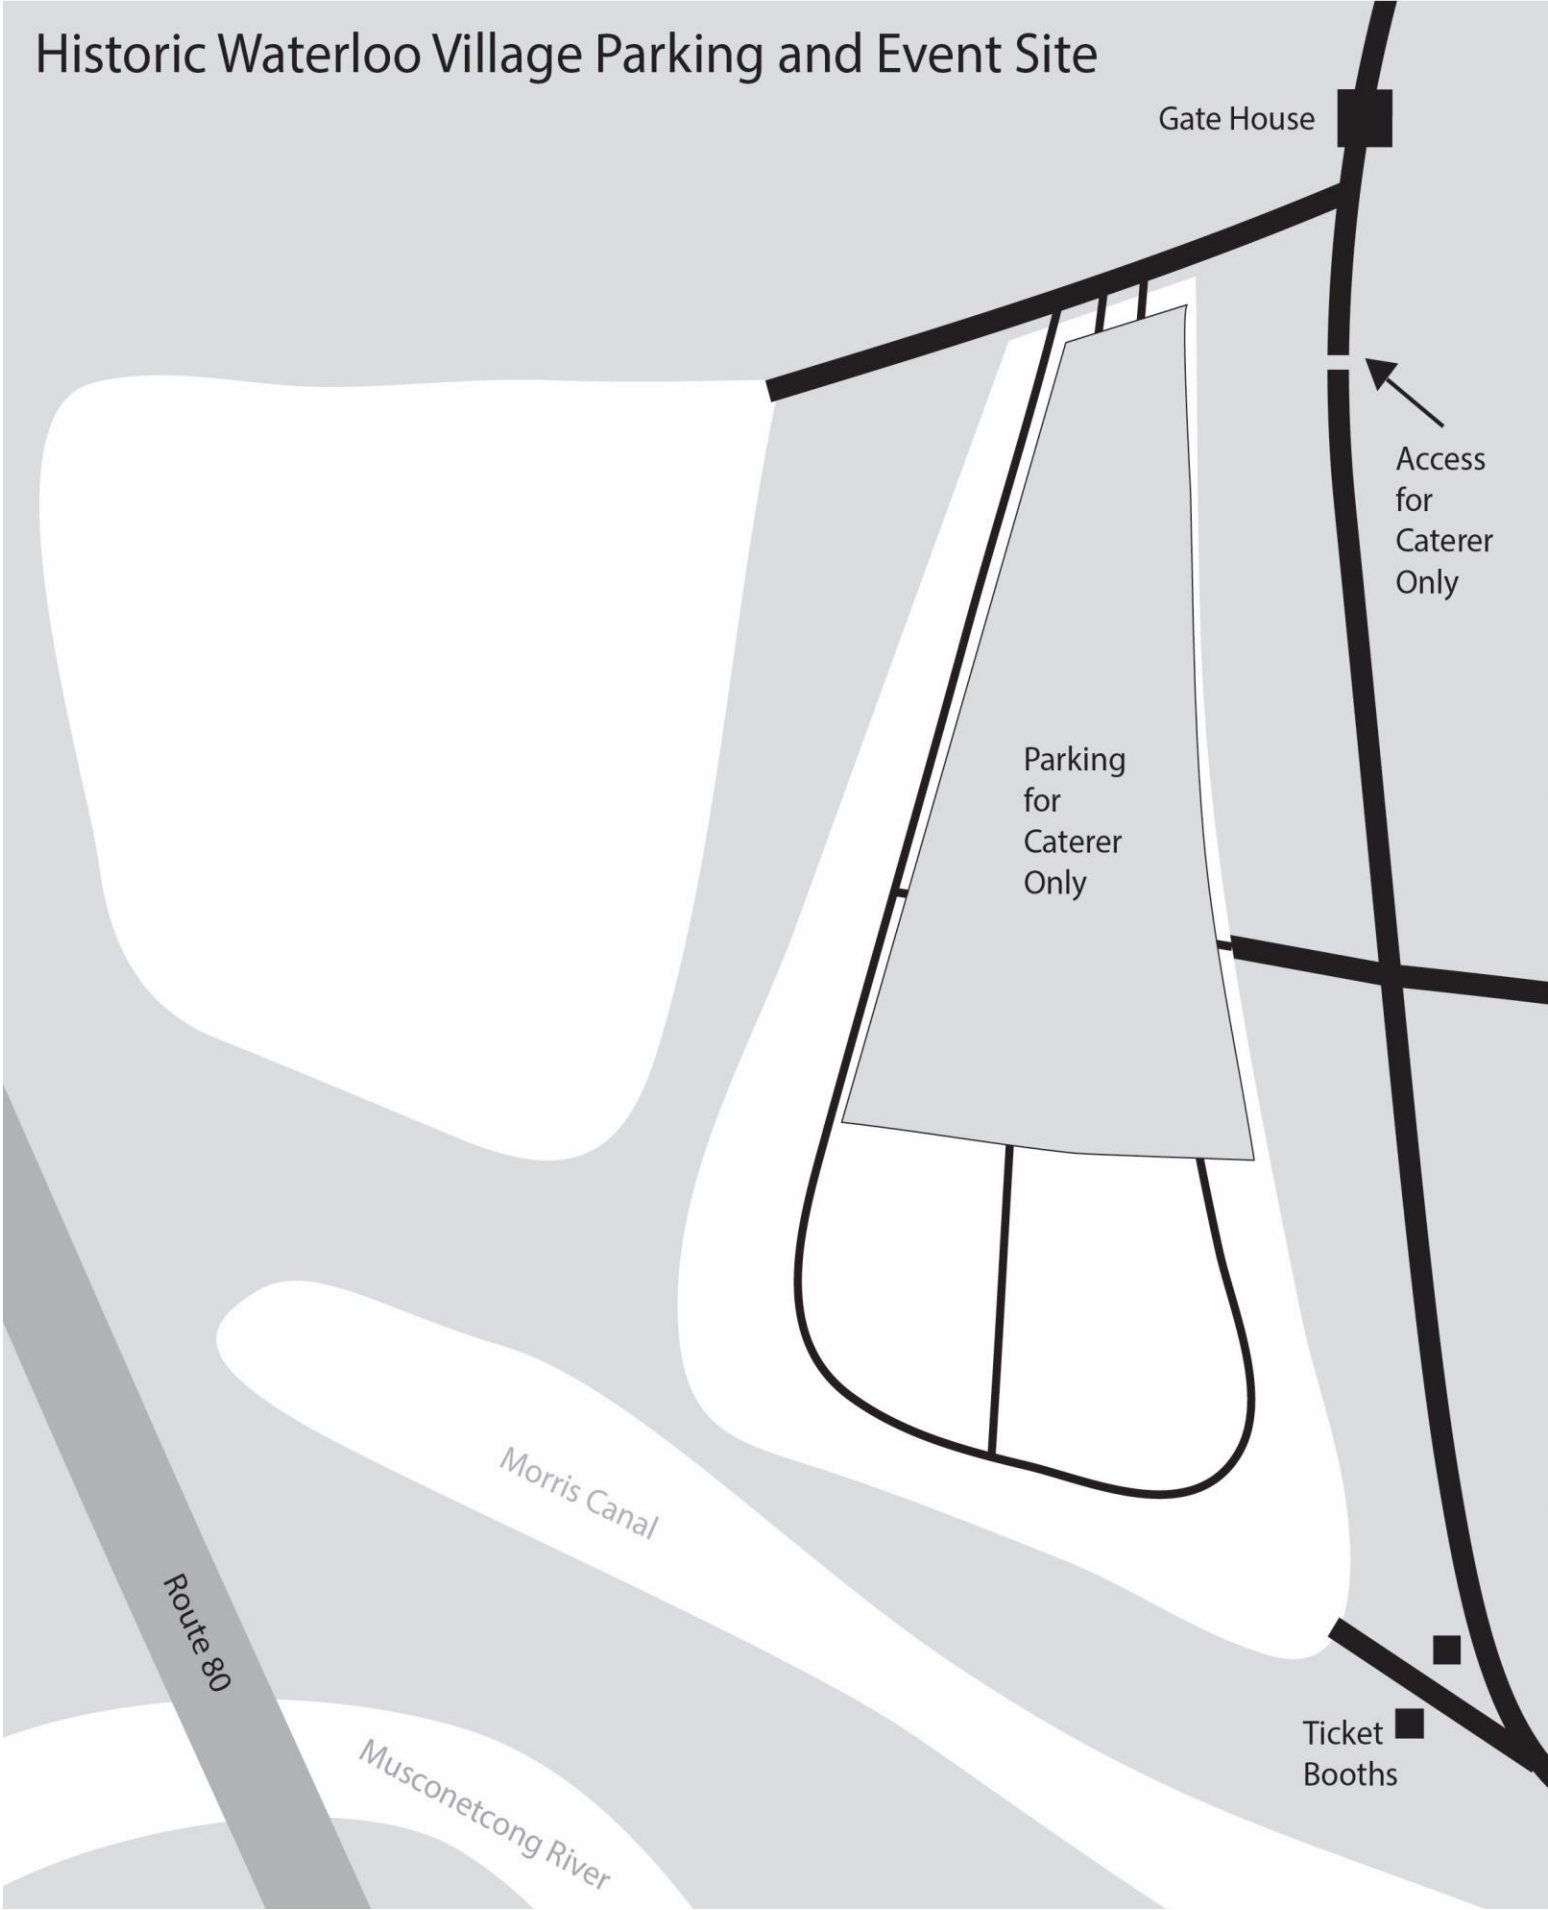 Historic Waterloo Village Parking and Event Site
Gate House
Access
for
Caterer
Only
Parking
for
Caterer
Only
Morris Canal
Route 80
Ticket
Booths
Musconetcong River